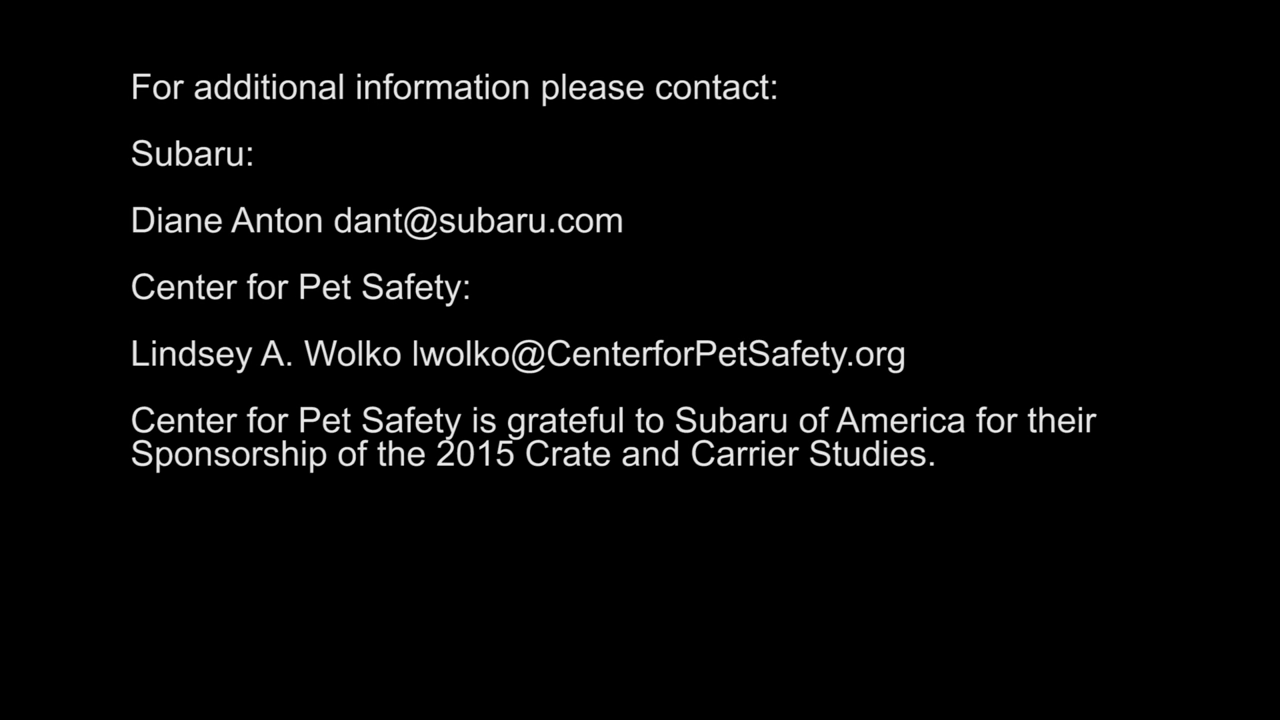 For additional information please contact:
Subaru:
Diane Anton dant@subaru.com
Center for Pet Safety:
Lindsey A. Wolko lwolko@CenterforPetSafety.org
Center for Pet Safety is grateful to Subaru of America for their
Sponsorship of the 2015 Crate and Carrier Studies.